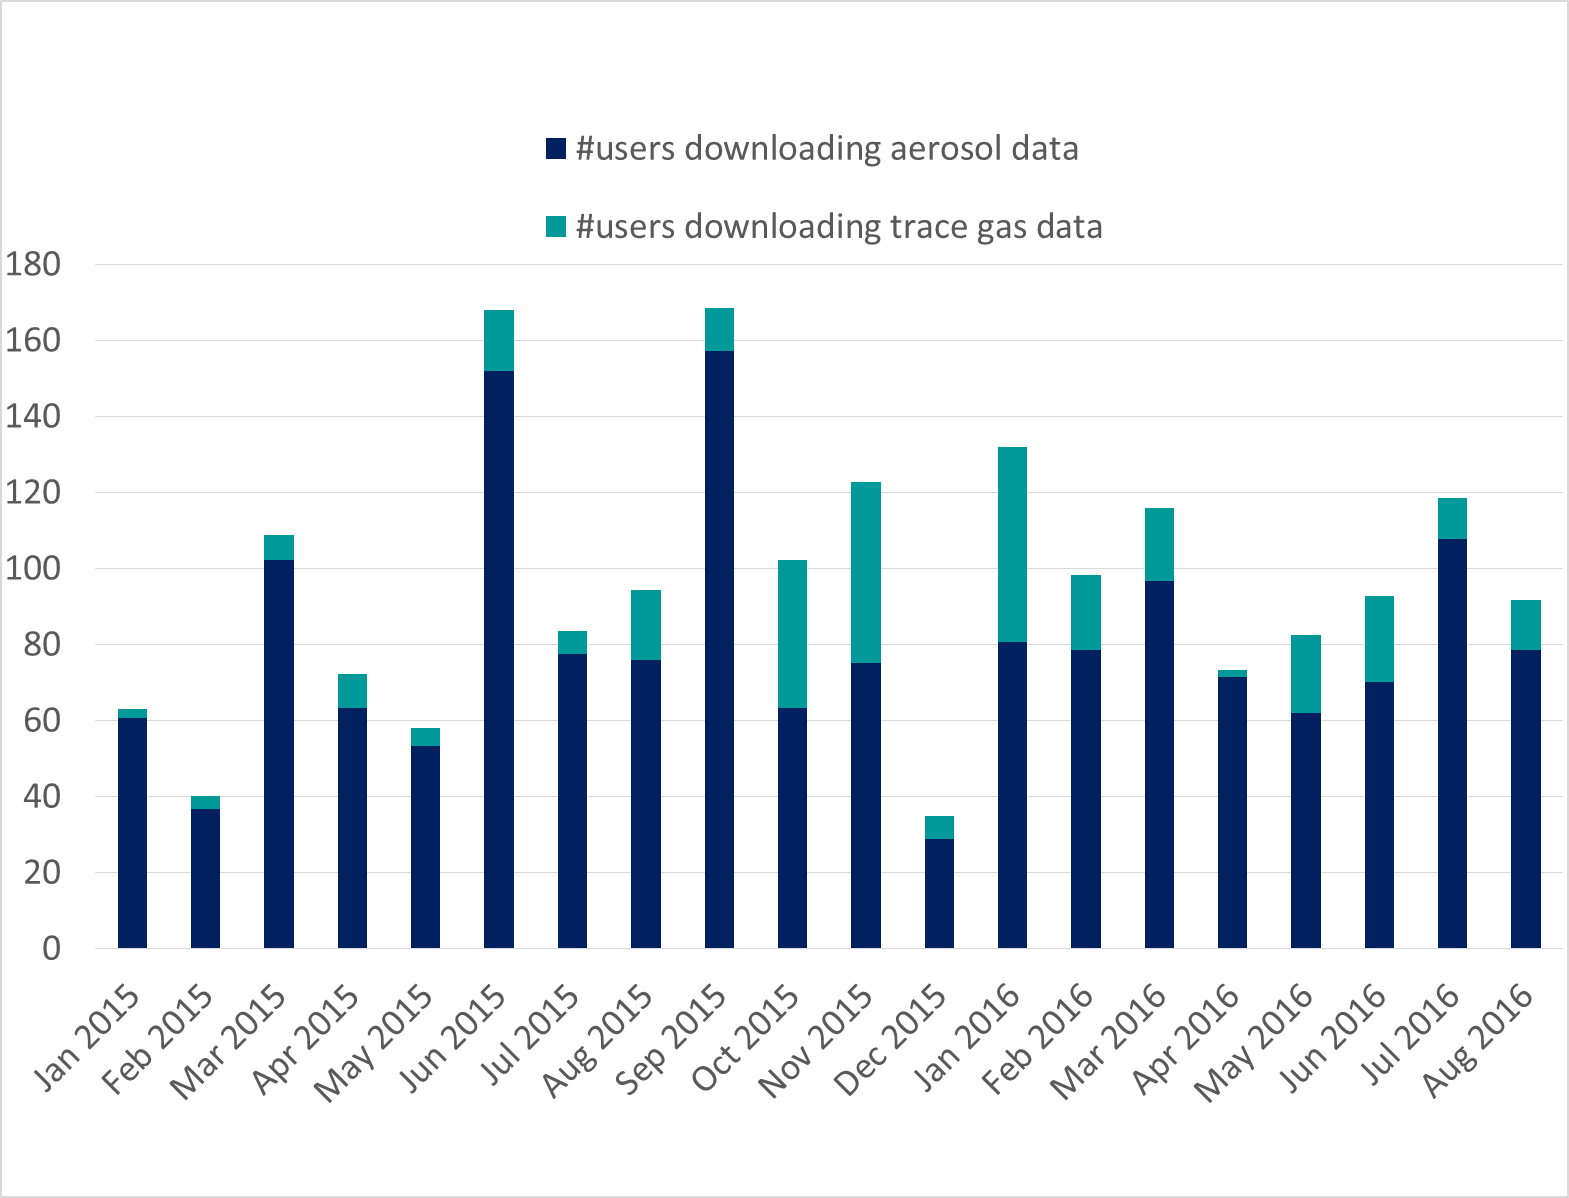 #users downloading aerosol data
#users downloading trace gas data
180
160
140
120
100
80
60
40
20
0
Jan 2015
Feb 2015
Mar 2015
Apr 2015
May 2015
Jun 2015
Jul 2015
Aug 2015
Sep 2015
Oct 2015
Nov 2015
Dec 2015
Jan 2016
Feb 2016
Mar 2016
Apr 2016
May 2016
Jun 2016
Jul 2016
Aug 2016